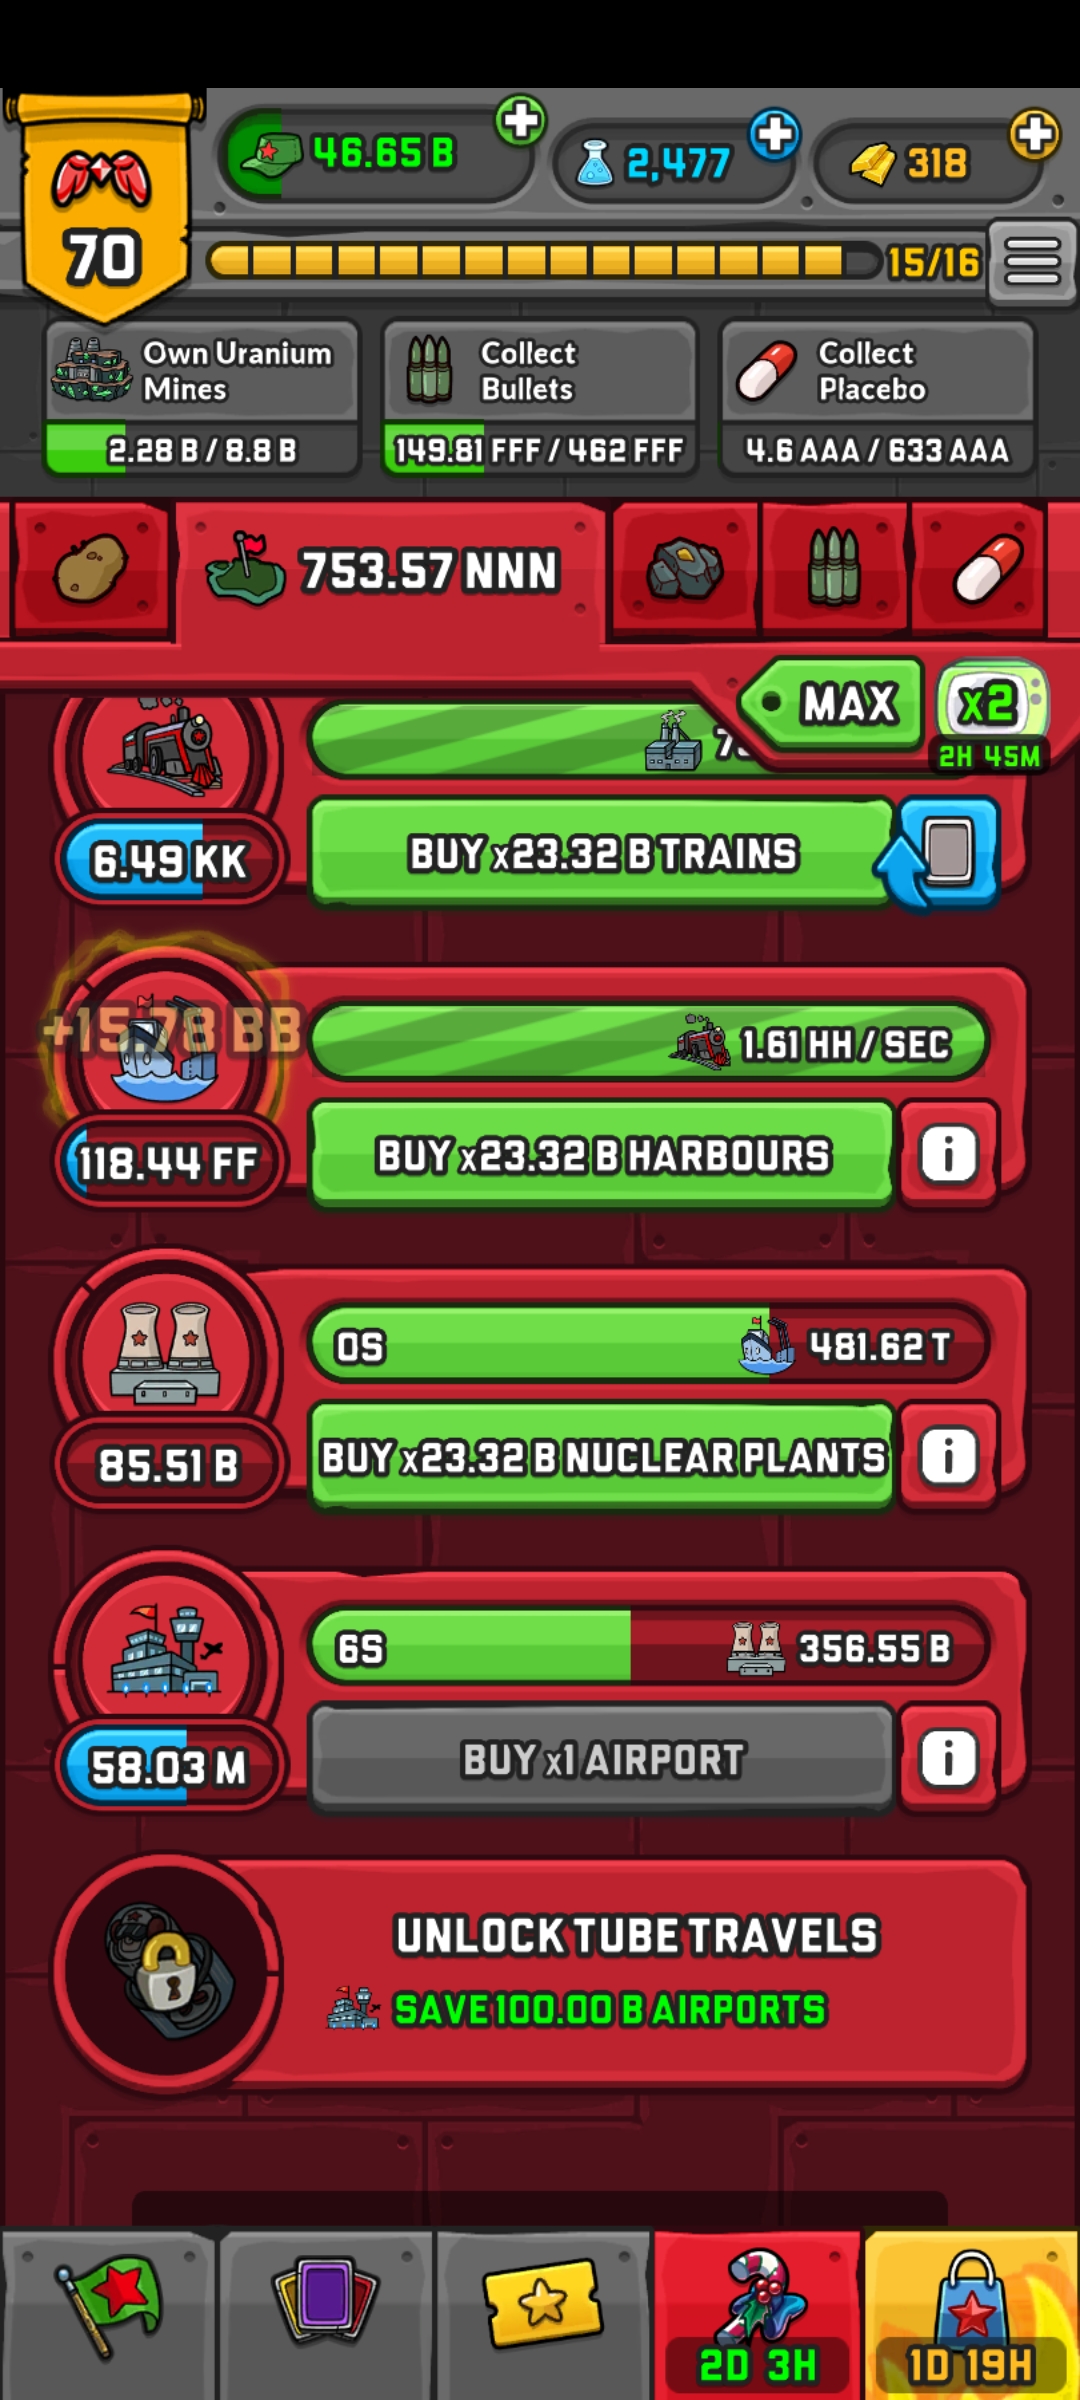 46.65 B
2,477
318
70
15/16
Own Uranium
Mines
2.28 B / 8.8 B
Collect
Bullets
149.81 FFF / 462 FFF
Collect
Placebo
4.6 AAA / 633 AAA
753.57 NNN
MAX
x2
2H 45M
6.49 KK
BUY x23.32 B TRAINS
+15.78 BB
1.61 HH / SEC
118.44 FF
BUY x23.32 B HARBOURS
0S
481.62 T
85.51 B
BUY x23.32 B NUCLEAR PLANTS
6S
356.55 B
58.03 M
BUY x1 AIRPORT
UNLOCK TUBE TRAVELS
SAVE 100.00 B AIRPORTS
2D 3H
1D 19H